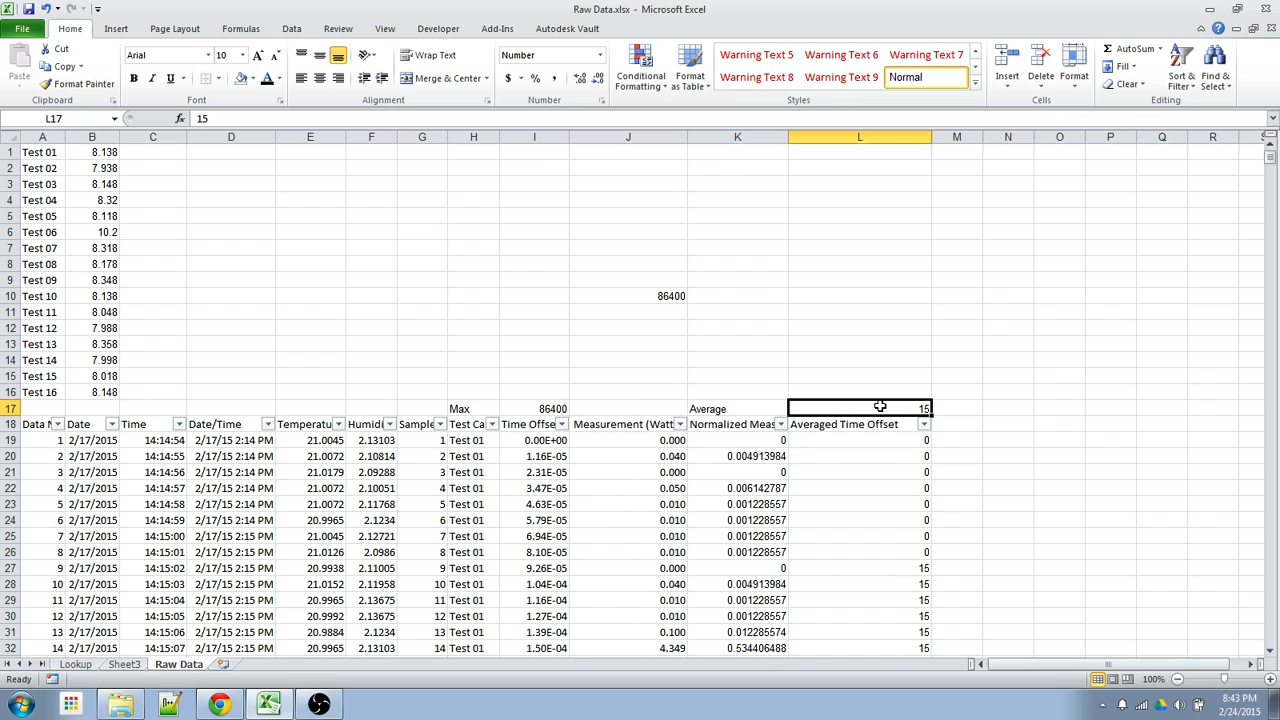 Raw Data.xlsx - Microsoft Excel
File Home Insert Page Layout Formulas Data Review View Developer Add-Ins Autodesk Vault
Paste Cut Copy Format Painter Clipboard
Arial 10 B I U A A A Font
Wrap Text Merge & Center Alignment
Number $ % , Number
Conditional Formatting Format as Table
Warning Text 5 Warning Text 6 Warning Text 7
Warning Text 8 Warning Text 9 Normal Styles
Insert Delete Format Cells
AutoSum Fill Clear Sort & Filter Find & Select Editing
L17 fx 15
A B C D E F G H I J K L M N O P Q R
1 Test 01 8.138
2 Test 02 7.938
3 Test 03 8.148
4 Test 04 8.32
5 Test 05 8.118
6 Test 06 10.2
7 Test 07 8.318
8 Test 08 8.178
9 Test 09 8.348
10 Test 10 8.138 86400
11 Test 11 8.048
12 Test 12 7.988
13 Test 13 8.358
14 Test 14 7.998
15 Test 15 8.018
16 Test 16 8.148
17 Max 86400 Average 15
18 Data N Date Time Date/Time Temperatu Humidi Sample Test Ca Time Offse Measurement (Watt Normalized Meas Averaged Time Offset
19 1 2/17/2015 14:14:54 2/17/15 2:14 PM 21.0045 2.13103 1 Test 01 0.00E+00 0.000 0 0
20 2 2/17/2015 14:14:55 2/17/15 2:14 PM 21.0072 2.10814 2 Test 01 1.16E-05 0.040 0.004913984 0
21 3 2/17/2015 14:14:56 2/17/15 2:14 PM 21.0179 2.09288 3 Test 01 2.31E-05 0.000 0 0
22 4 2/17/2015 14:14:57 2/17/15 2:14 PM 21.0072 2.10051 4 Test 01 3.47E-05 0.050 0.006142787 0
23 5 2/17/2015 14:14:58 2/17/15 2:14 PM 21.0072 2.11768 5 Test 01 4.63E-05 0.010 0.001228557 0
24 6 2/17/2015 14:14:59 2/17/15 2:14 PM 20.9965 2.1234 6 Test 01 5.79E-05 0.010 0.001228557 0
25 7 2/17/2015 14:15:00 2/17/15 2:15 PM 21.0045 2.12721 7 Test 01 6.94E-05 0.010 0.001228557 0
26 8 2/17/2015 14:15:01 2/17/15 2:15 PM 21.0126 2.0986 8 Test 01 8.10E-05 0.010 0.001228557 0
27 9 2/17/2015 14:15:02 2/17/15 2:15 PM 20.9938 2.11005 9 Test 01 9.26E-05 0.000 0 15
28 10 2/17/2015 14:15:03 2/17/15 2:15 PM 21.0152 2.11958 10 Test 01 1.04E-04 0.040 0.004913984 15
29 11 2/17/2015 14:15:04 2/17/15 2:15 PM 20.9965 2.13675 11 Test 01 1.16E-04 0.010 0.001228557 15
30 12 2/17/2015 14:15:05 2/17/15 2:15 PM 20.9992 2.13675 12 Test 01 1.27E-04 0.010 0.001228557 15
31 13 2/17/2015 14:15:06 2/17/15 2:15 PM 20.9884 2.1234 13 Test 01 1.39E-04 0.100 0.012285574 15
32 14 2/17/2015 14:15:07 2/17/15 2:15 PM 20.9965 2.13103 14 Test 01 1.50E-04 4.349 0.534406488 15
Lookup Sheet3 Raw Data
Ready 100%
8:43 PM
2/24/2015